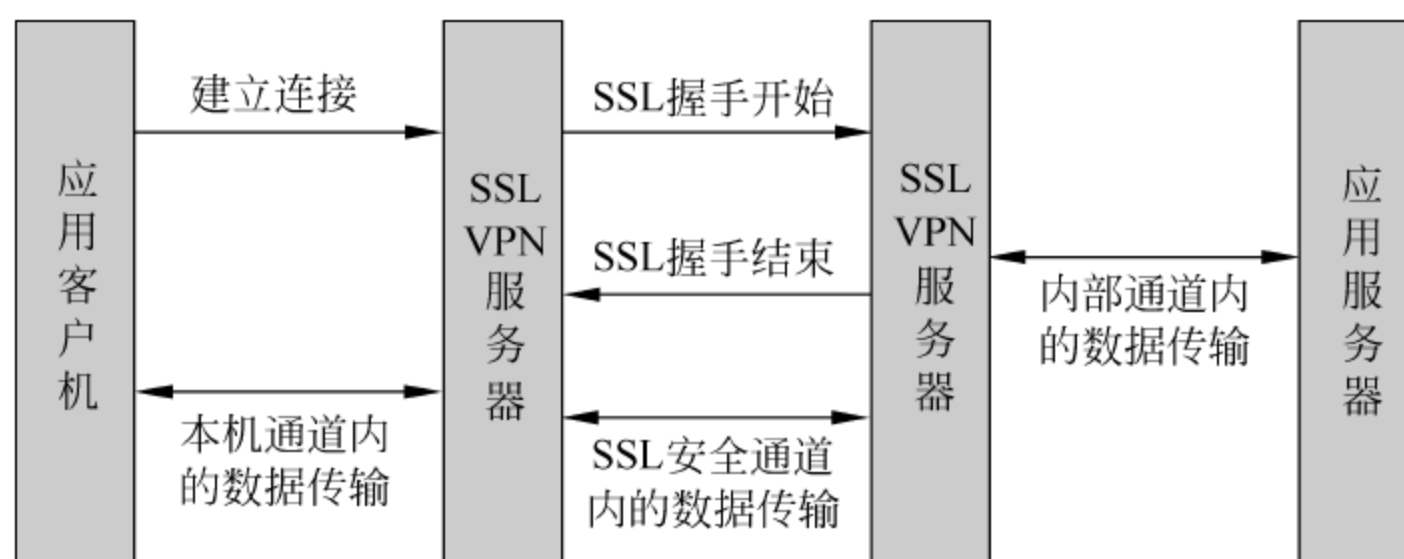 应用客户机
建立连接
本机通道内
的数据传输
SSL
VPN
服务器
SSL握手开始
SSL握手结束
SSL安全通道
内的数据传输
SSL
VPN
服务器
内部通道内
的数据传输
应用服务器